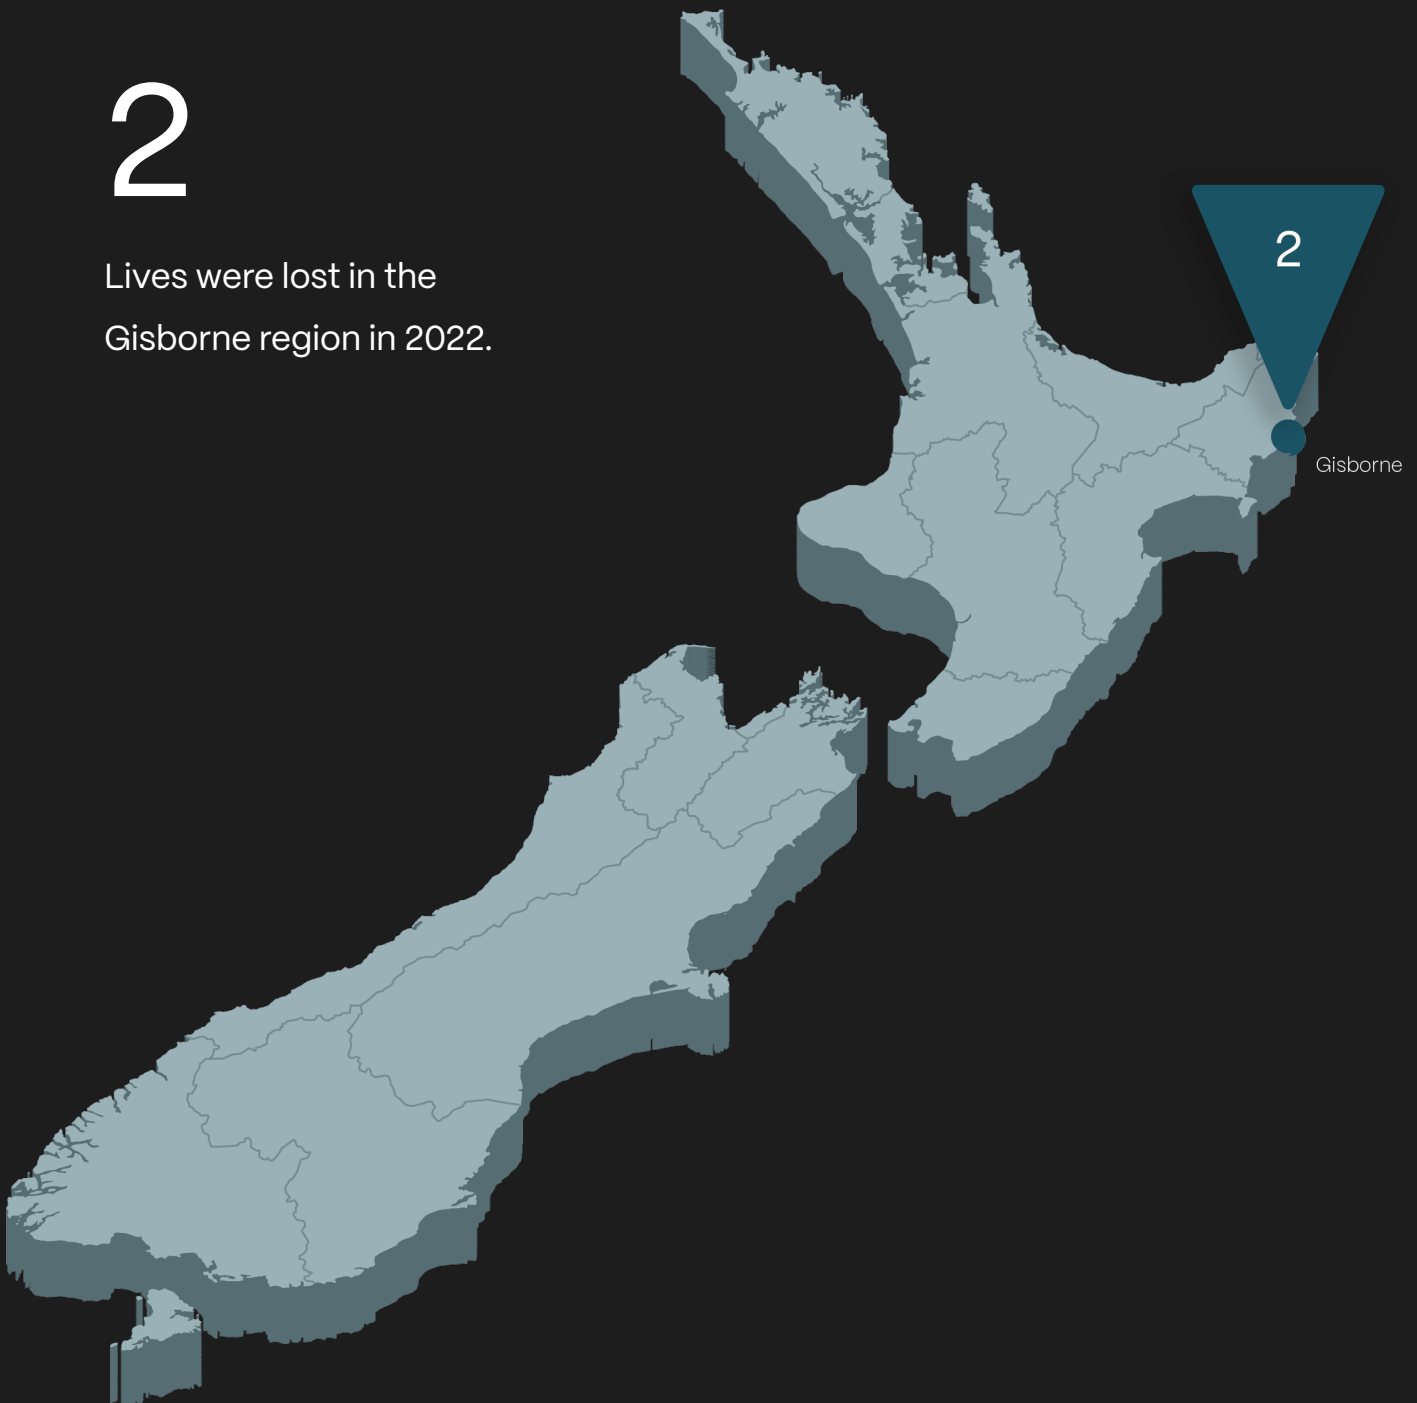 2
Lives were lost in the
Gisborne region in 2022.
2
Gisborne